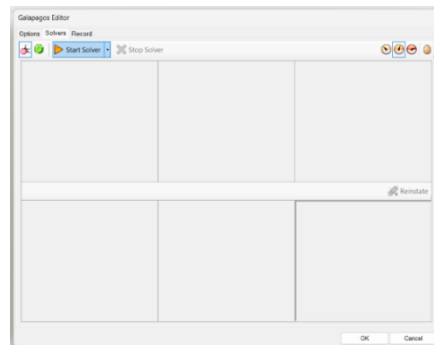 Galapagos Editor
Options Solvers Record
Start Solver Stop Solver
Reinstate
OK Cancel